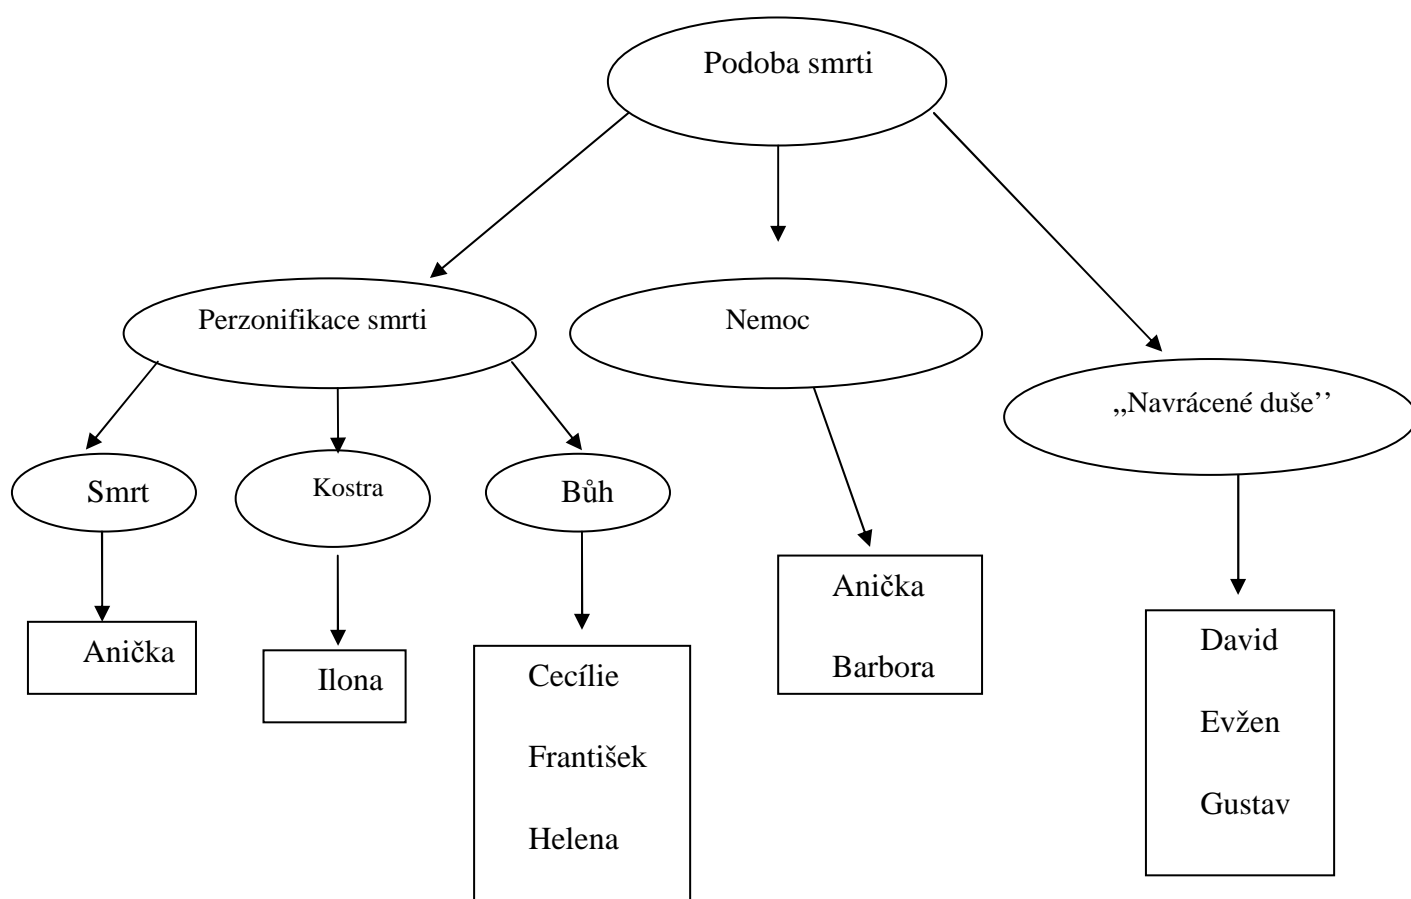 Podoba smrti
Perzonifikace smrti
Nemoc
„Navrácené duše’’
Smrt
Kostra
Bůh
Anička
Ilona
Cecílie
František
Helena
Anička
Barbora
David
Evžen
Gustav